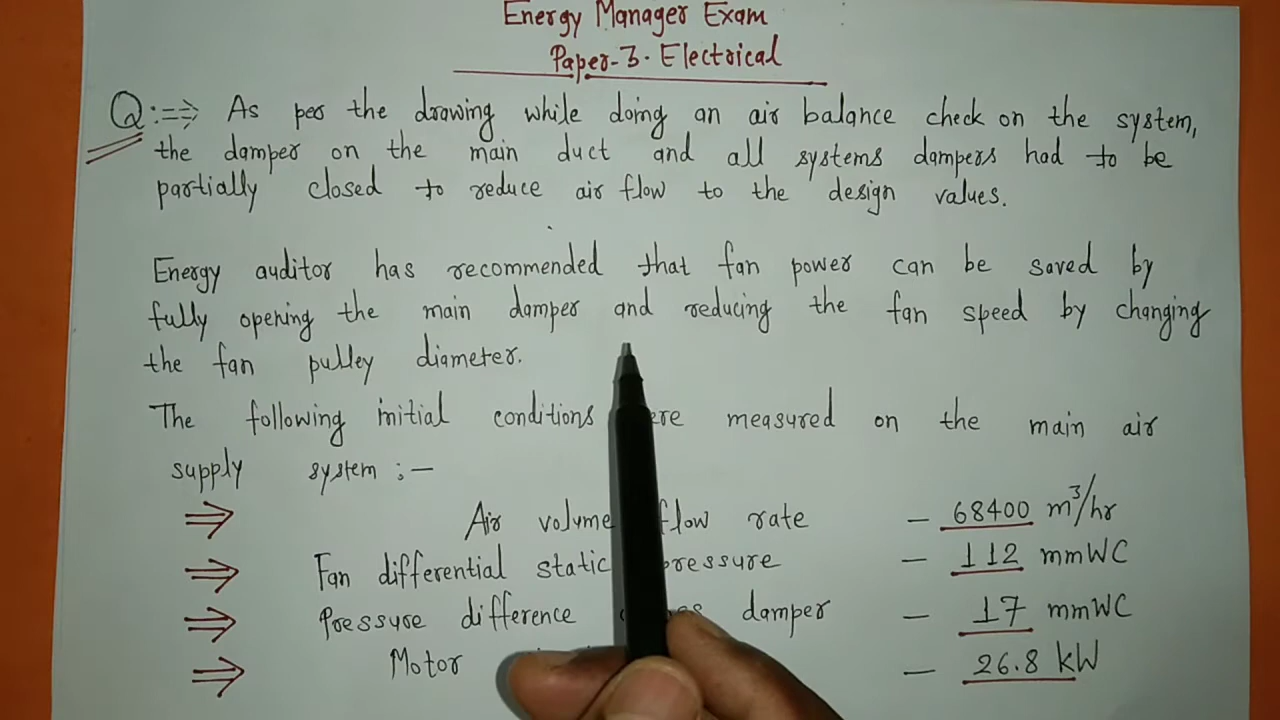 Energy Manager Exam
Paper-3. Electrical
Q:==> As per the drawing while doing an air balance check on the system,
the damper on the main duct and all systems dampers had to be
partially closed to reduce air flow to the design values.
Energy auditor has recommended that fan power can be saved by
fully opening the main damper and reducing the fan speed by changing
the fan pulley diameter.
The following initial conditions measured on the main air
supply system :-
⇒ Air volume flow rate - 68400 m³/hr
⇒ Fan differential static pressure - 112 mmWC
⇒ Pressure difference damper - 17 mmWC
⇒ Motor - 26.8 kW